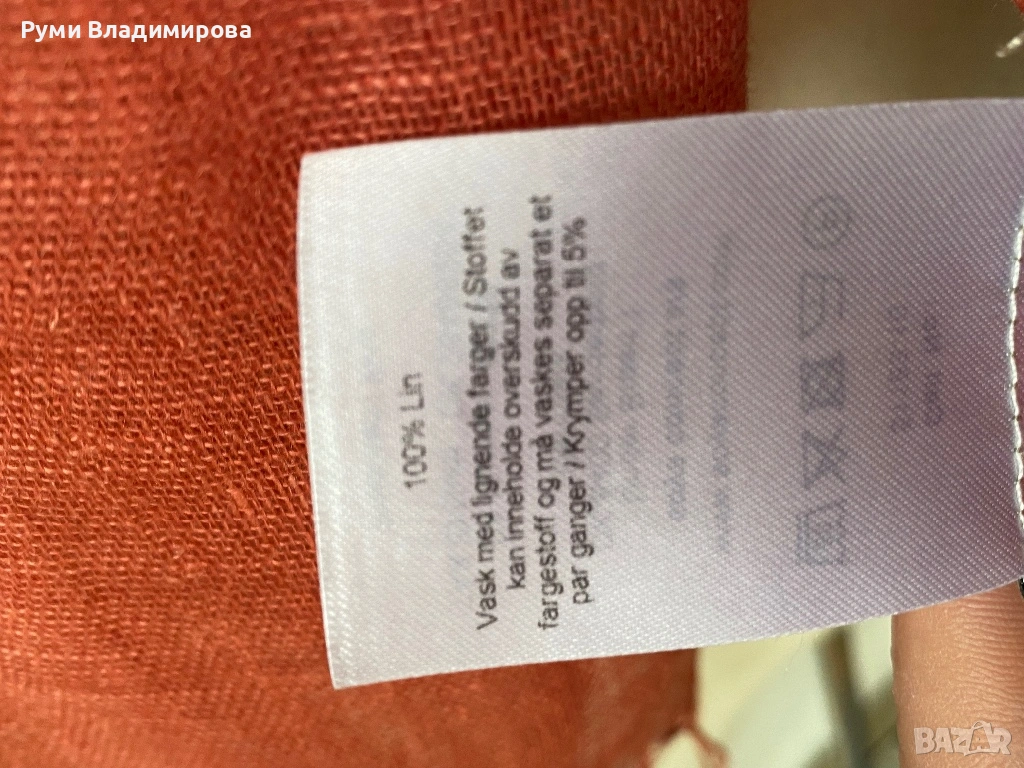 Руми Владимирова
100% Lin
Vask med lignende farger / Stoffet
kan inneholde overskudd av
fargestoff og må vaskes separat et
par ganger / Krymper opp til 5%
BAZAR